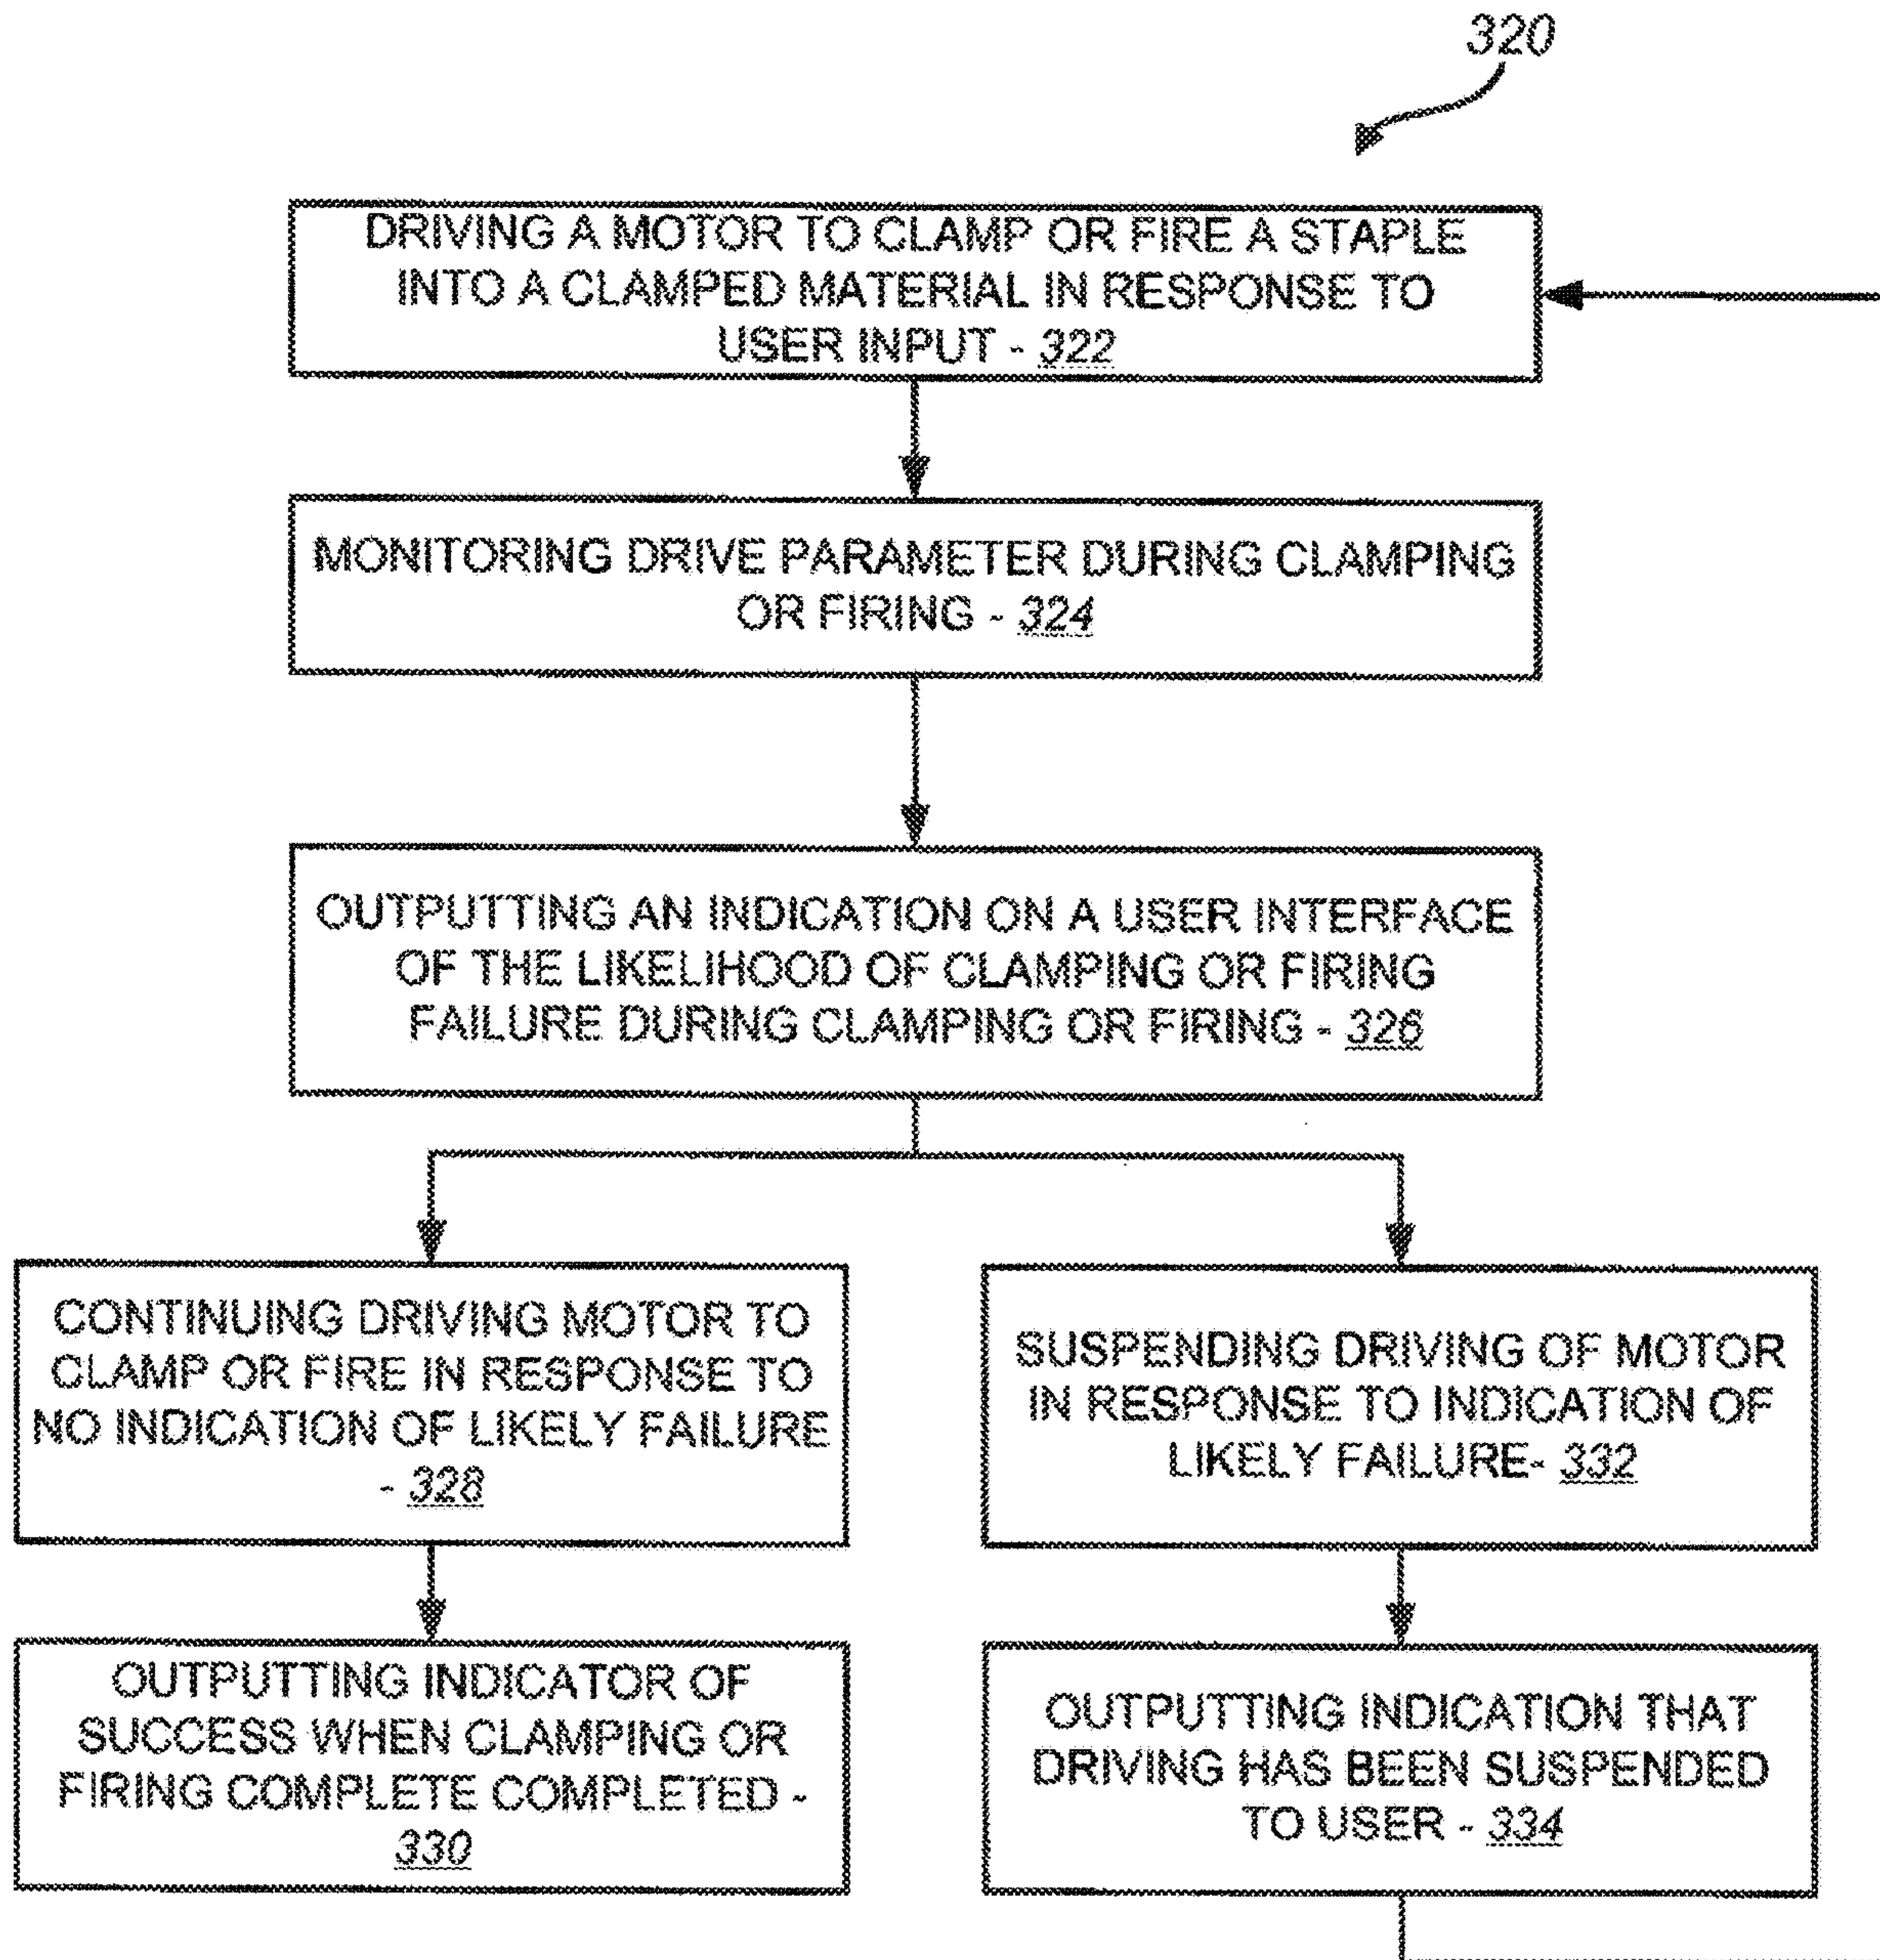 320
DRIVING A MOTOR TO CLAMP OR FIRE A STAPLE
INTO A CLAMPED MATERIAL IN RESPONSE TO
USER INPUT - 322
MONITORING DRIVE PARAMETER DURING CLAMPING
OR FIRING - 324
OUTPUTTING AN INDICATION ON A USER INTERFACE
OF THE LIKELIHOOD OF CLAMPING OR FIRING
FAILURE DURING CLAMPING OR FIRING - 326
CONTINUING DRIVING MOTOR TO
CLAMP OR FIRE IN RESPONSE TO
NO INDICATION OF LIKELY FAILURE
- 328
SUSPENDING DRIVING OF MOTOR
IN RESPONSE TO INDICATION OF
LIKELY FAILURE- 332
OUTPUTTING INDICATOR OF
SUCCESS WHEN CLAMPING OR
FIRING COMPLETE COMPLETED -
330
OUTPUTTING INDICATION THAT
DRIVING HAS BEEN SUSPENDED
TO USER - 334